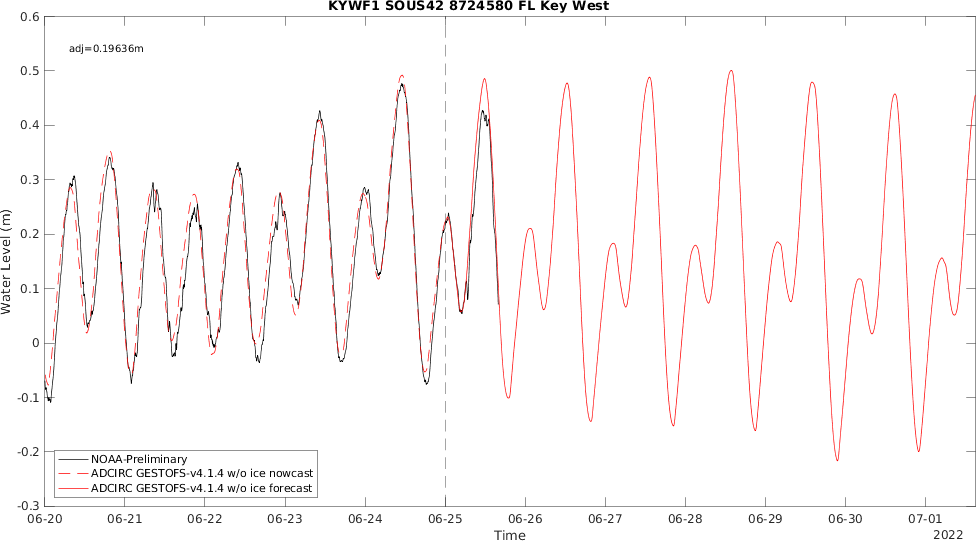 KYWF1 SOUS42 8724580 FL Key West
adj=0.19636m
Water Level (m)
0.6
0.5
0.4
0.3
0.2
0.1
0
-0.1
-0.2
-0.3
NOAA-Preliminary
ADCIRC GESTOFS-v4.1.4 w/o ice nowcast
ADCIRC GESTOFS-v4.1.4 w/o ice forecast
06-20 06-21 06-22 06-23 06-24 06-25 06-26 06-27 06-28 06-29 06-30 07-01
Time
2022